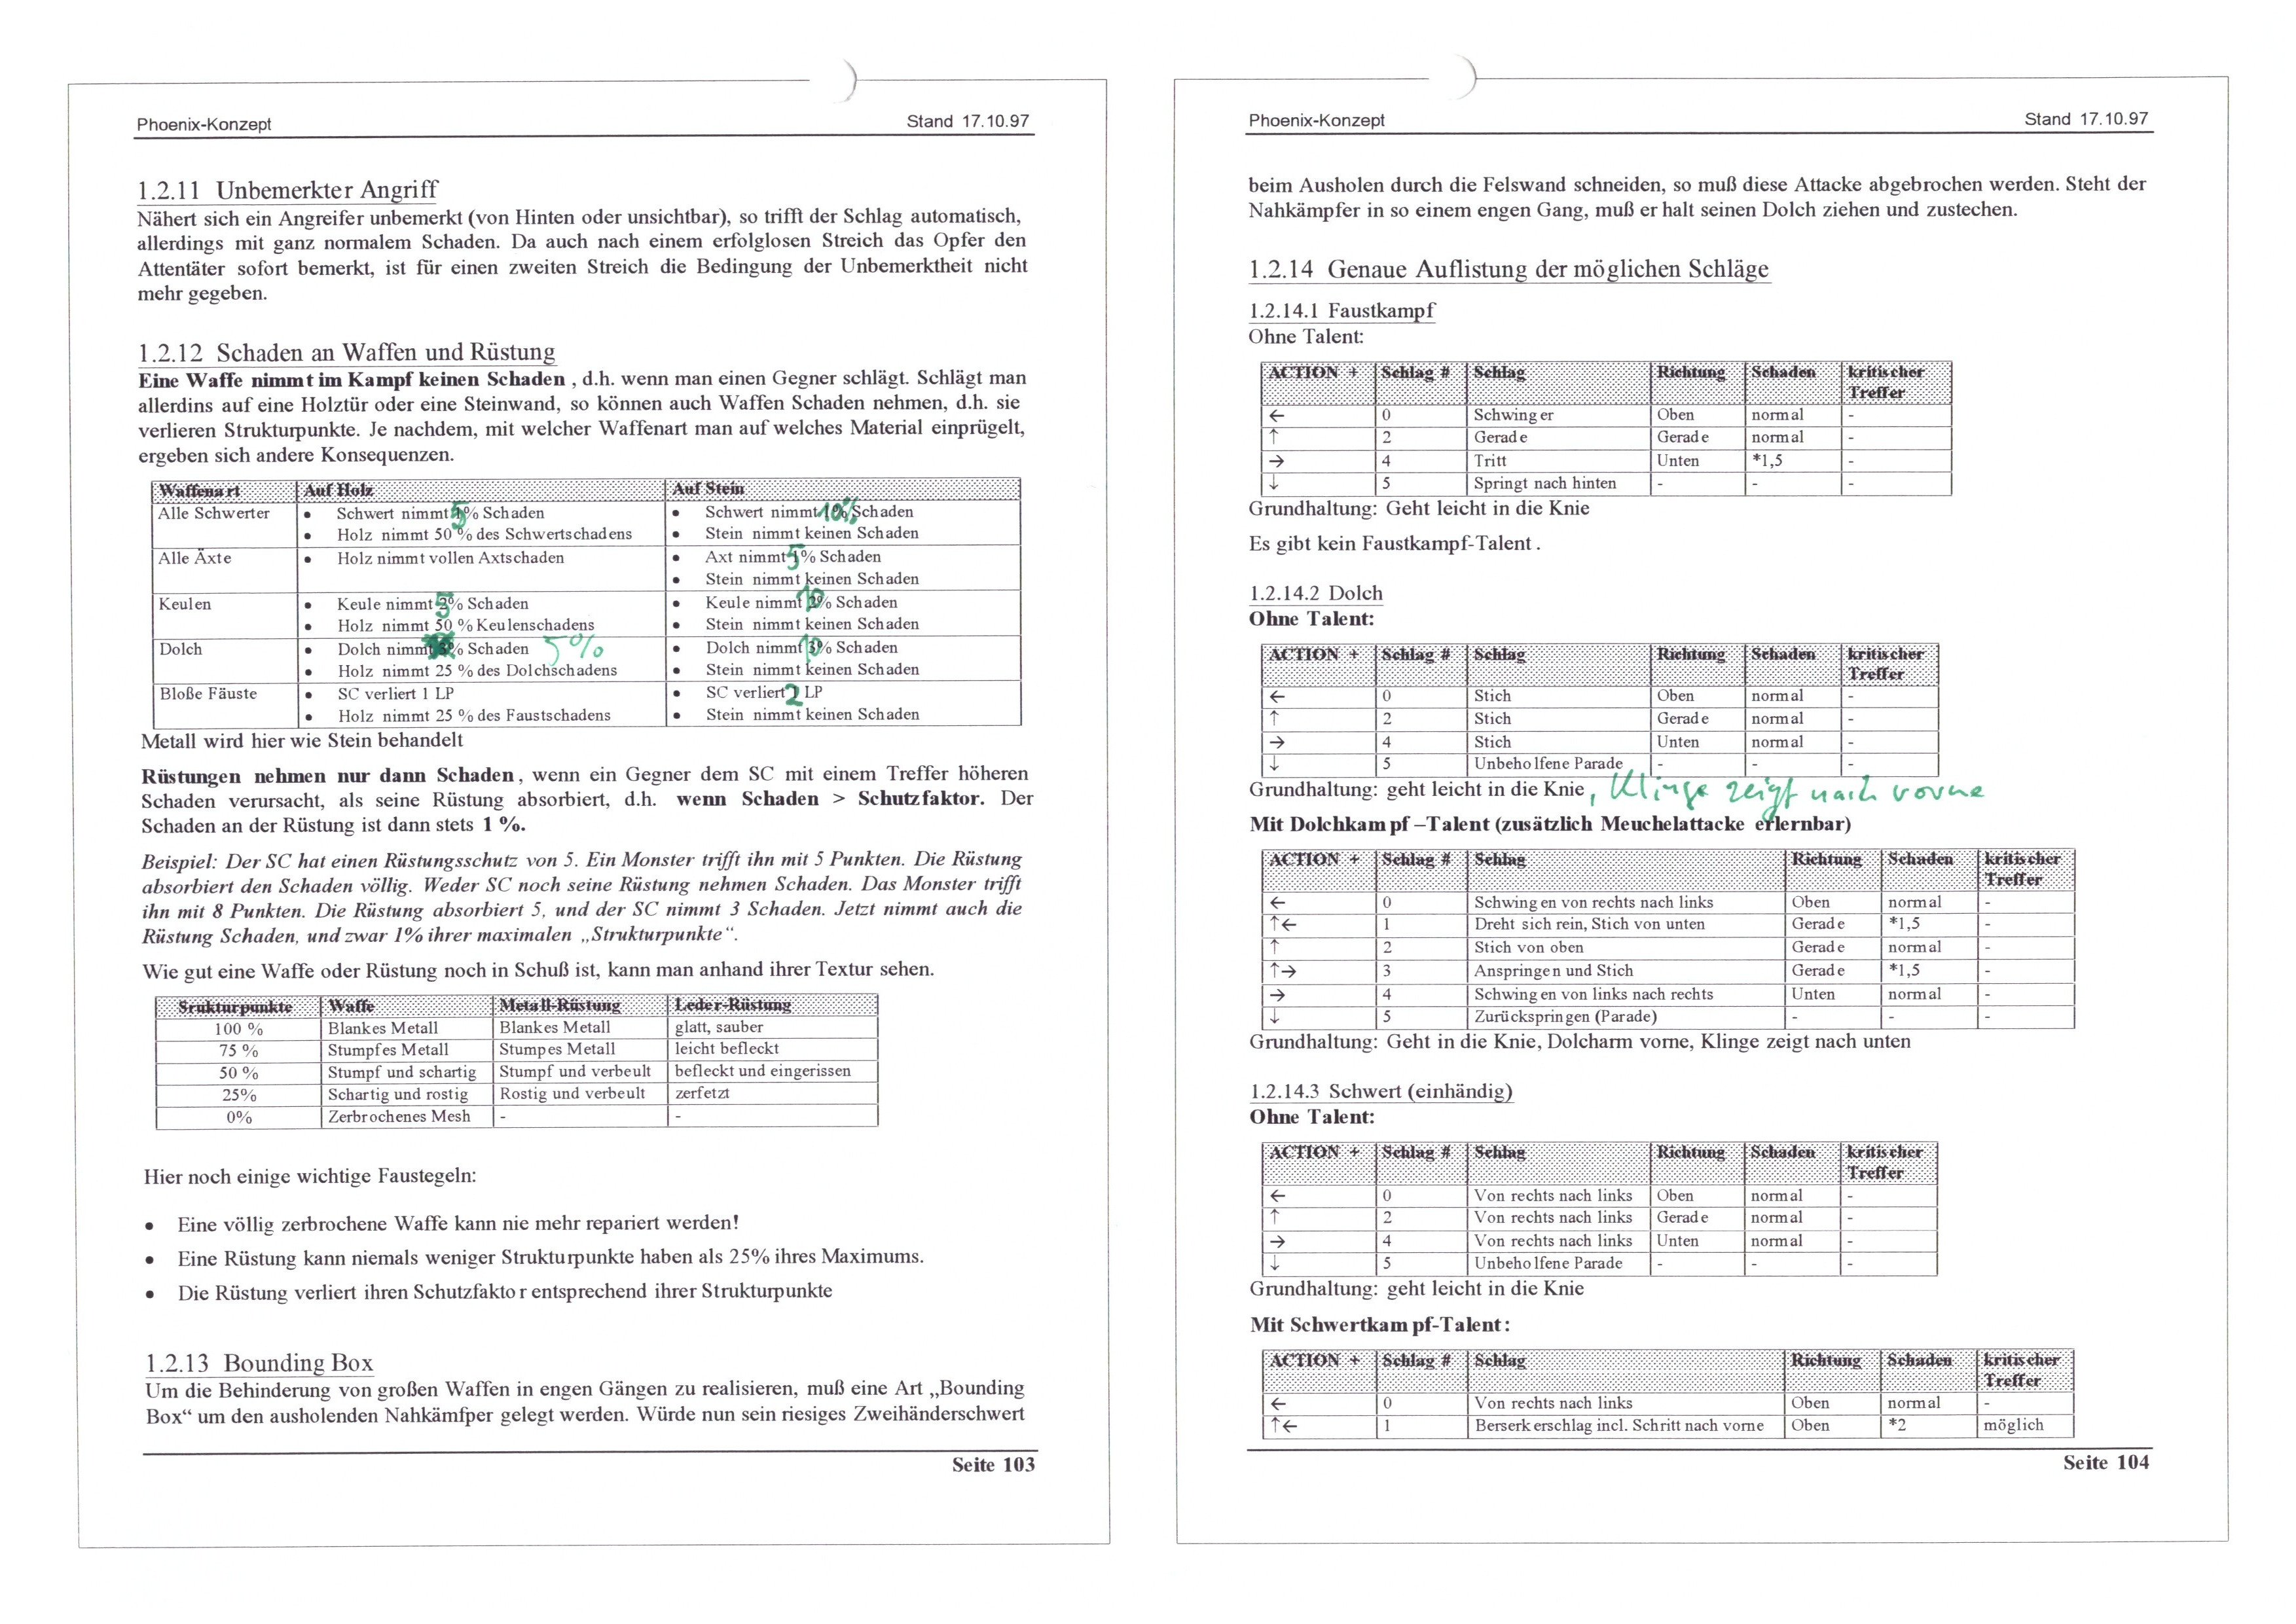 Phoenix-Konzept Stand 17.10.97
1.2.11 Unbemerkter Angriff
Nähert sich ein Angreifer unbemerkt (von Hinten oder unsichtbar), so trifft der Schlag automatisch,
allerdings mit ganz normalem Schaden. Da auch nach einem erfolglosen Streich das Opfer den
Attentäter sofort bemerkt, ist für einen zweiten Streich die Bedingung der Unbemerktheit nicht
mehr gegeben.
1.2.12 Schaden an Waffen und Rüstung
Eine Waffe nimmt im Kampf keinen Schaden, d.h. wenn man einen Gegner schlägt. Schlägt man
allerdins auf eine Holztür oder eine Steinwand, so können auch Waffen Schaden nehmen, d.h. sie
verlieren Strukturpunkte. Je nachdem, mit welcher Waffenart man auf welches Material einprügelt,
ergeben sich andere Konsequenzen.
Waffenart Auf Holz Auf Stein
Alle Schwerter • Schwert nimmt 5% Schaden • Schwert nimmt 10% Schaden
• Holz nimmt 50 % des Schwertschadens • Stein nimmt keinen Schaden
Alle Äxte • Holz nimmt vollen Axtschaden • Axt nimmt 5% Schaden
• Stein nimmt keinen Schaden
Keulen • Keule nimmt 5% Schaden • Keule nimmt 10% Schaden
• Holz nimmt 50 % Keulenschadens • Stein nimmt keinen Schaden
Dolch • Dolch nimmt % Schaden 5% • Dolch nimmt 10% Schaden
• Holz nimmt 25 % des Dolchschadens • Stein nimmt keinen Schaden
Bloße Fäuste • SC verliert 1 LP • SC verliert 2 LP
• Holz nimmt 25 % des Faustschadens • Stein nimmt keinen Schaden
Metall wird hier wie Stein behandelt
Rüstungen nehmen nur dann Schaden, wenn ein Gegner dem SC mit einem Treffer höheren
Schaden verursacht, als seine Rüstung absorbiert, d.h. wenn Schaden > Schutzfaktor. Der
Schaden an der Rüstung ist dann stets 1 %.
Beispiel: Der SC hat einen Rüstungsschutz von 5. Ein Monster trifft ihn mit 5 Punkten. Die Rüstung
absorbiert den Schaden völlig. Weder SC noch seine Rüstung nehmen Schaden. Das Monster trifft
ihn mit 8 Punkten. Die Rüstung absorbiert 5, und der SC nimmt 3 Schaden. Jetzt nimmt auch die
Rüstung Schaden, und zwar 1% ihrer maximalen „Strukturpunkte“.
Wie gut eine Waffe oder Rüstung noch in Schuß ist, kann man anhand ihrer Textur sehen.
Srukturpunkte Waffe Metall-Rüstung Leder-Rüstung
100 % Blankes Metall Blankes Metall glatt, sauber
75 % Stumpfes Metall Stumpes Metall leicht befleckt
50 % Stumpf und schartig Stumpf und verbeult befleckt und eingerissen
25% Schartig und rostig Rostig und verbeult zerfetzt
0% Zerbrochenes Mesh - -
Hier noch einige wichtige Faustegeln:
• Eine völlig zerbrochene Waffe kann nie mehr repariert werden!
• Eine Rüstung kann niemals weniger Strukturpunkte haben als 25% ihres Maximums.
• Die Rüstung verliert ihren Schutzfaktor entsprechend ihrer Strukturpunkte
1.2.13 Bounding Box
Um die Behinderung von großen Waffen in engen Gängen zu realisieren, muß eine Art „Bounding
Box“ um den ausholenden Nahkämfper gelegt werden. Würde nun sein riesiges Zweihänderschwert
Seite 103
Phoenix-Konzept Stand 17.10.97
beim Ausholen durch die Felswand schneiden, so muß diese Attacke abgebrochen werden. Steht der
Nahkämpfer in so einem engen Gang, muß er halt seinen Dolch ziehen und zustechen.
1.2.14 Genaue Auflistung der möglichen Schläge
1.2.14.1 Faustkampf
Ohne Talent:
ACTION + Schlag # Schlag Richtung Schaden kritischer
Treffer
← 0 Schwinger Oben normal -
↑ 2 Gerade Gerade normal -
→ 4 Tritt Unten *1,5 -
↓ 5 Springt nach hinten - - -
Grundhaltung: Geht leicht in die Knie
Es gibt kein Faustkampf-Talent.
1.2.14.2 Dolch
Ohne Talent:
ACTION + Schlag # Schlag Richtung Schaden kritischer
Treffer
← 0 Stich Oben normal -
↑ 2 Stich Gerade normal -
→ 4 Stich Unten normal -
↓ 5 Unbeholfene Parade - - -
Grundhaltung: geht leicht in die Knie, Klinge zeigt nach vorne
Mit Dolchkampf –Talent (zusätzlich Meuchelattacke erlernbar)
ACTION + Schlag # Schlag Richtung Schaden kritischer
Treffer
← 0 Schwingen von rechts nach links Oben normal -
↑← 1 Dreht sich rein, Stich von unten Gerade *1,5 -
↑ 2 Stich von oben Gerade normal -
↑→ 3 Anspringen und Stich Gerade *1,5 -
→ 4 Schwingen von links nach rechts Unten normal -
↓ 5 Zurückspringen (Parade) - - -
Grundhaltung: Geht in die Knie, Dolcharm vorne, Klinge zeigt nach unten
1.2.14.3 Schwert (einhändig)
Ohne Talent:
ACTION + Schlag # Schlag Richtung Schaden kritischer
Treffer
← 0 Von rechts nach links Oben normal -
↑ 2 Von rechts nach links Gerade normal -
→ 4 Von rechts nach links Unten normal -
↓ 5 Unbeholfene Parade - - -
Grundhaltung: geht leicht in die Knie
Mit Schwertkampf-Talent:
ACTION + Schlag # Schlag Richtung Schaden kritischer
Treffer
← 0 Von rechts nach links Oben normal -
↑← 1 Berserkerschlag incl. Schritt nach vorne Oben *2 möglich
Seite 104